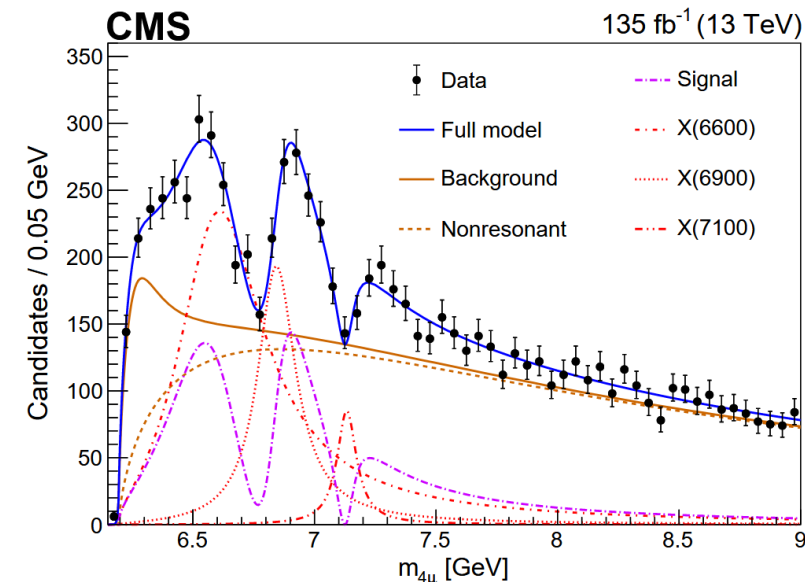 CMS 135 fb⁻¹ (13 TeV)
Candidates / 0.05 GeV
350
300
250
200
150
100
50
0
Data
Full model
Background
Nonresonant
Signal
X(6600)
X(6900)
X(7100)
6.5 7 7.5 8 8.5 9
m₄μ [GeV]